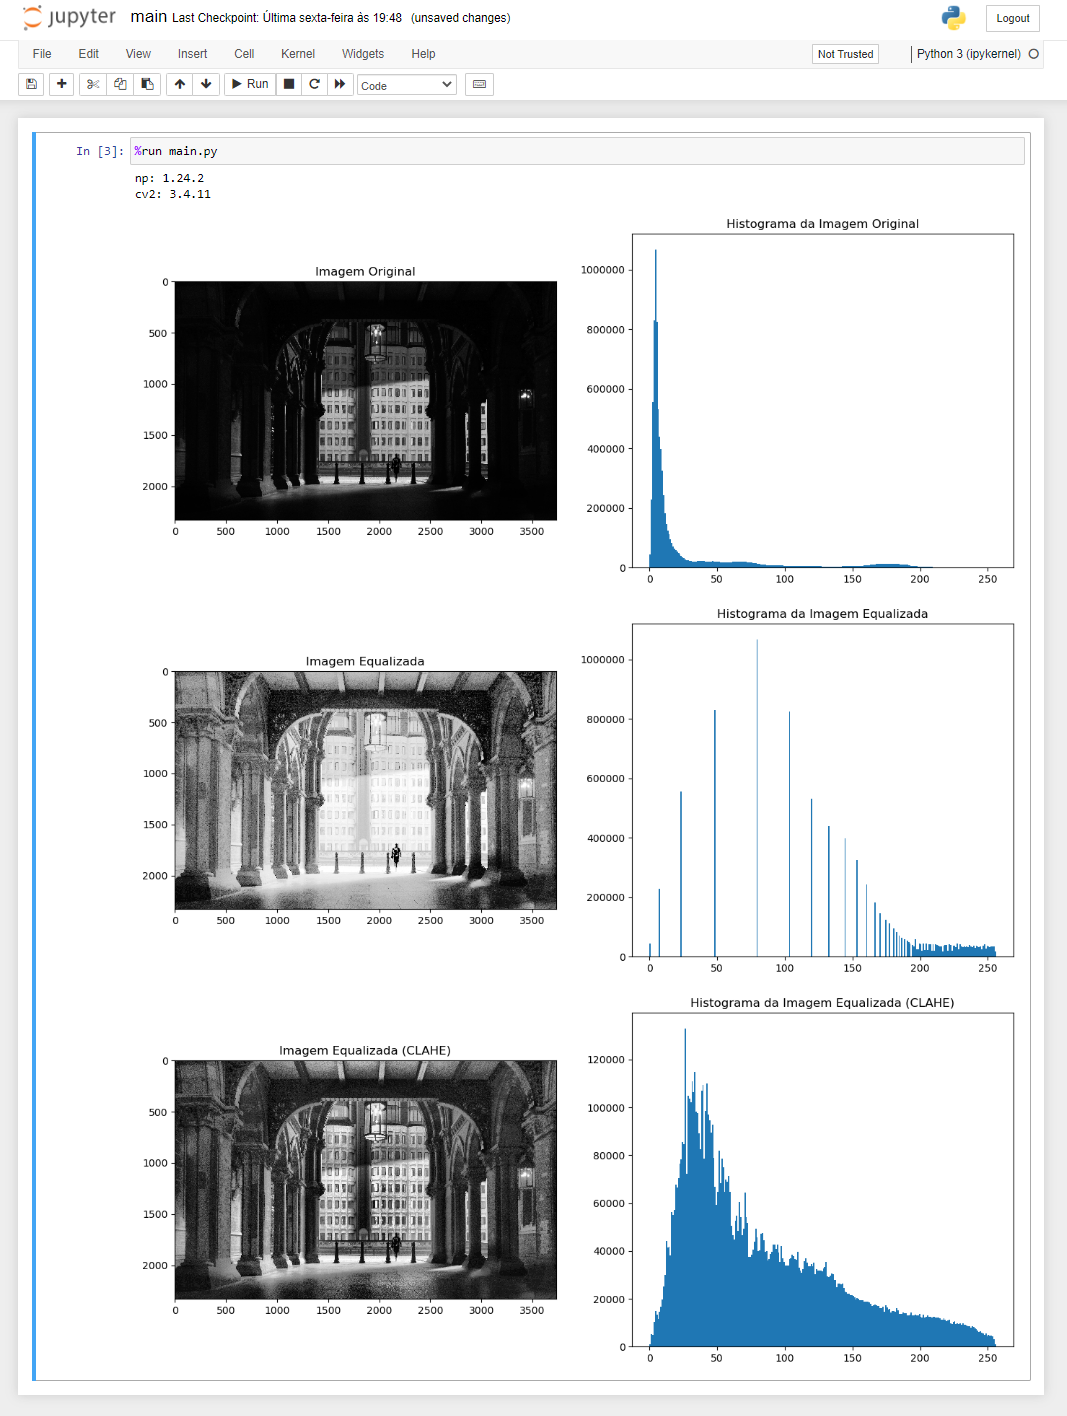 jupyter main Last Checkpoint: Última sexta-feira às 19:48 (unsaved changes) Logout
File Edit View Insert Cell Kernel Widgets Help Not Trusted Python 3 (ipykernel)
Run Code
In [3]: %run main.py
np: 1.24.2
cv2: 3.4.11
Imagem Original
0
500
1000
1500
2000
0 500 1000 1500 2000 2500 3000 3500
Histograma da Imagem Original
1000000
800000
600000
400000
200000
0
0 50 100 150 200 250
Imagem Equalizada
0
500
1000
1500
2000
0 500 1000 1500 2000 2500 3000 3500
Histograma da Imagem Equalizada
1000000
800000
600000
400000
200000
0
0 50 100 150 200 250
Imagem Equalizada (CLAHE)
0
500
1000
1500
2000
0 500 1000 1500 2000 2500 3000 3500
Histograma da Imagem Equalizada (CLAHE)
120000
100000
80000
60000
40000
20000
0
0 50 100 150 200 250